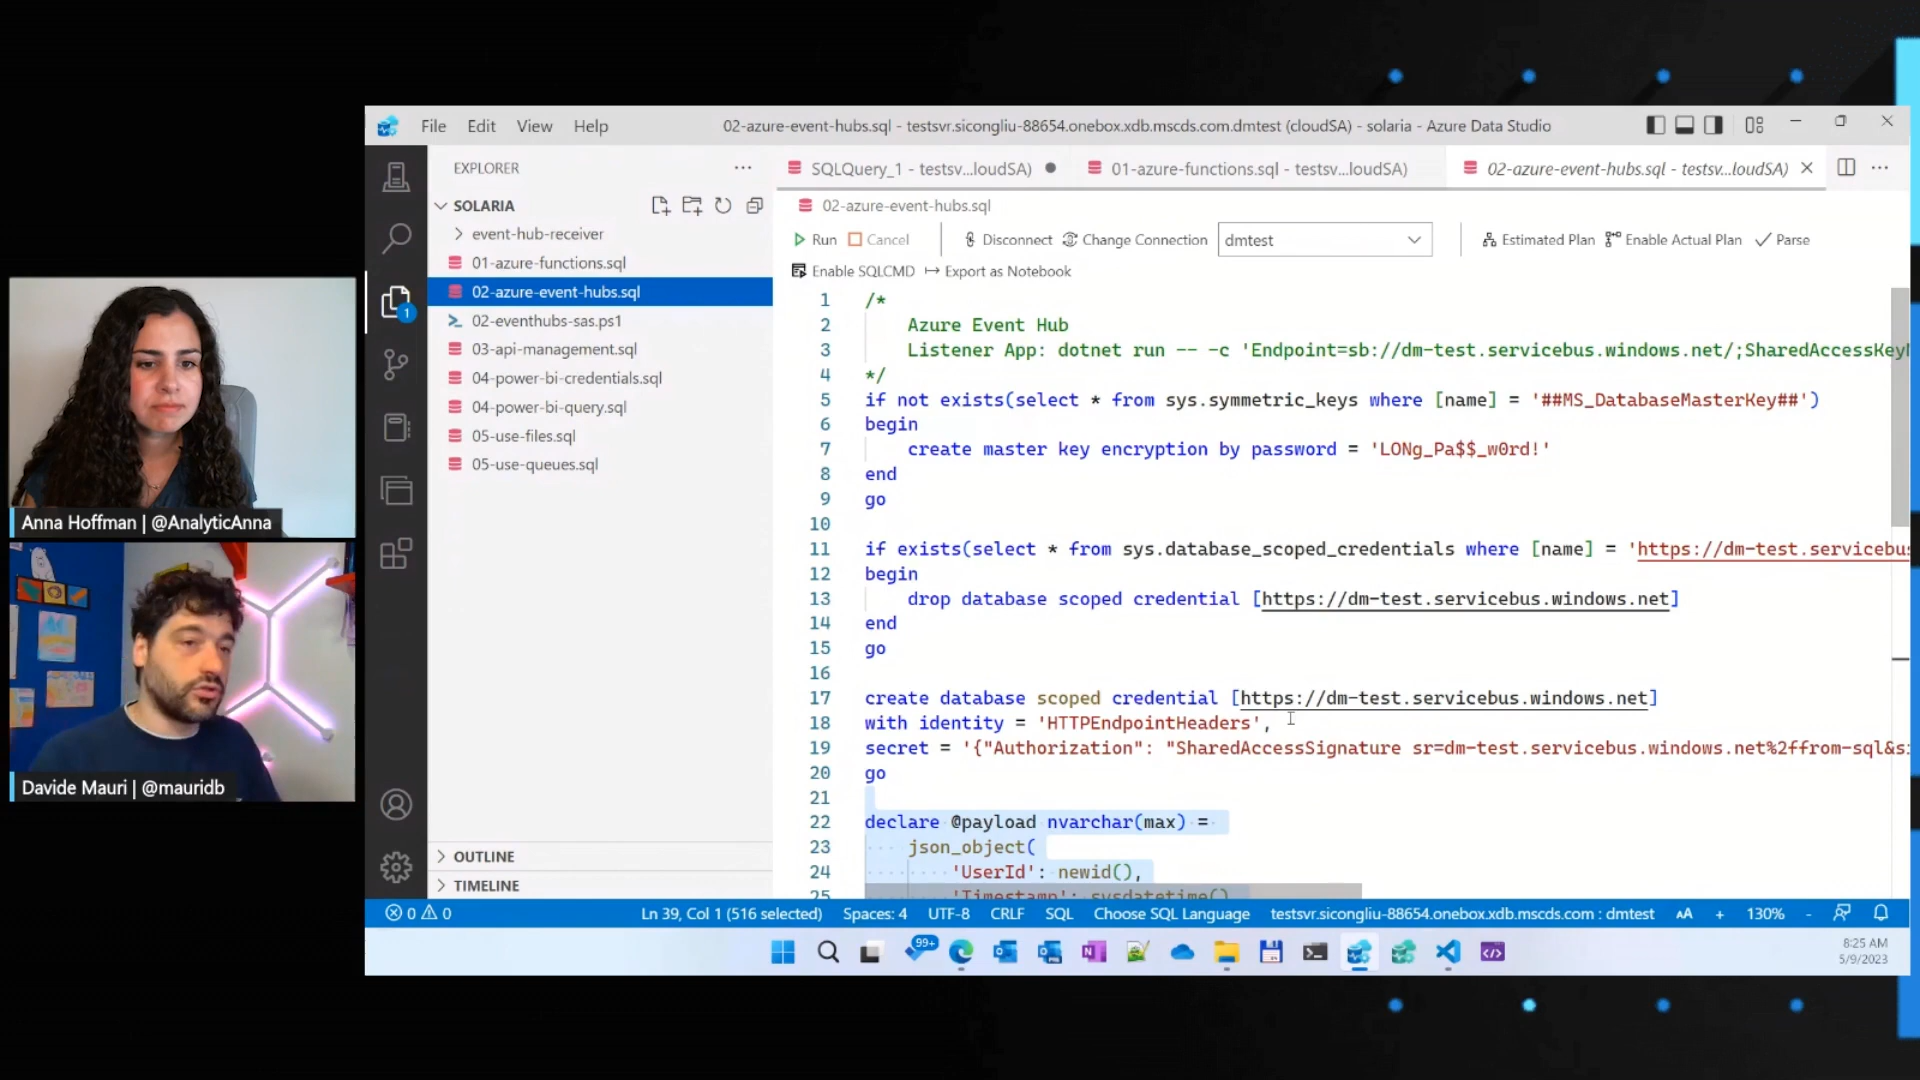 File Edit View Help
02-azure-event-hubs.sql - testsvr.sicongliu-88654.onebox.xdb.mscds.com.dmtest (cloudSA) - solaria - Azure Data Studio
EXPLORER
SOLARIA
event-hub-receiver
01-azure-functions.sql
02-azure-event-hubs.sql
02-eventhubs-sas.ps1
03-api-management.sql
04-power-bi-credentials.sql
04-power-bi-query.sql
05-use-files.sql
05-use-queues.sql
OUTLINE
TIMELINE
1
SQLQuery_1 - testsv...loudSA)
01-azure-functions.sql - testsv...loudSA)
02-azure-event-hubs.sql - testsv...loudSA)
02-azure-event-hubs.sql
Run Cancel Disconnect Change Connection dmtest Estimated Plan Enable Actual Plan Parse
Enable SQLCMD Export as Notebook
1 /*
2 Azure Event Hub
3 Listener App: dotnet run -- -c 'Endpoint=sb://dm-test.servicebus.windows.net/;SharedAccessKey
4 */
5 if not exists(select * from sys.symmetric_keys where [name] = '##MS_DatabaseMasterKey##')
6 begin
7 create master key encryption by password = 'LONg_Pa$$_w0rd!'
8 end
9 go
10
11 if exists(select * from sys.database_scoped_credentials where [name] = 'https://dm-test.servicebus
12 begin
13 drop database scoped credential [https://dm-test.servicebus.windows.net]
14 end
15 go
16
17 create database scoped credential [https://dm-test.servicebus.windows.net]
18 with identity = 'HTTPEndpointHeaders',
19 secret = '{"Authorization": "SharedAccessSignature sr=dm-test.servicebus.windows.net%2ffrom-sql&s
20 go
21
22 declare @payload nvarchar(max) =
23 json_object(
24 'UserId': newid(),
25 'Timestamp': sysdatetime()
0 0
Ln 39, Col 1 (516 selected) Spaces: 4 UTF-8 CRLF SQL Choose SQL Language testsvr.sicongliu-88654.onebox.xdb.mscds.com : dmtest AA + 130% -
99+
8:25 AM
5/9/2023
Anna Hoffman | @AnalyticAnna
Davide Mauri | @mauridb